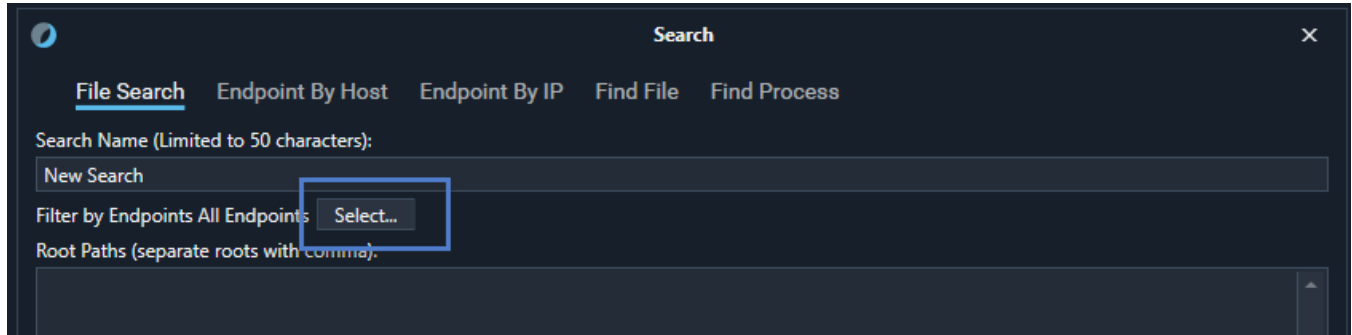 Search
File Search Endpoint By Host Endpoint By IP Find File Find Process
Search Name (Limited to 50 characters):
New Search
Filter by Endpoints All Endpoints Select...
Root Paths (separate roots with comma):